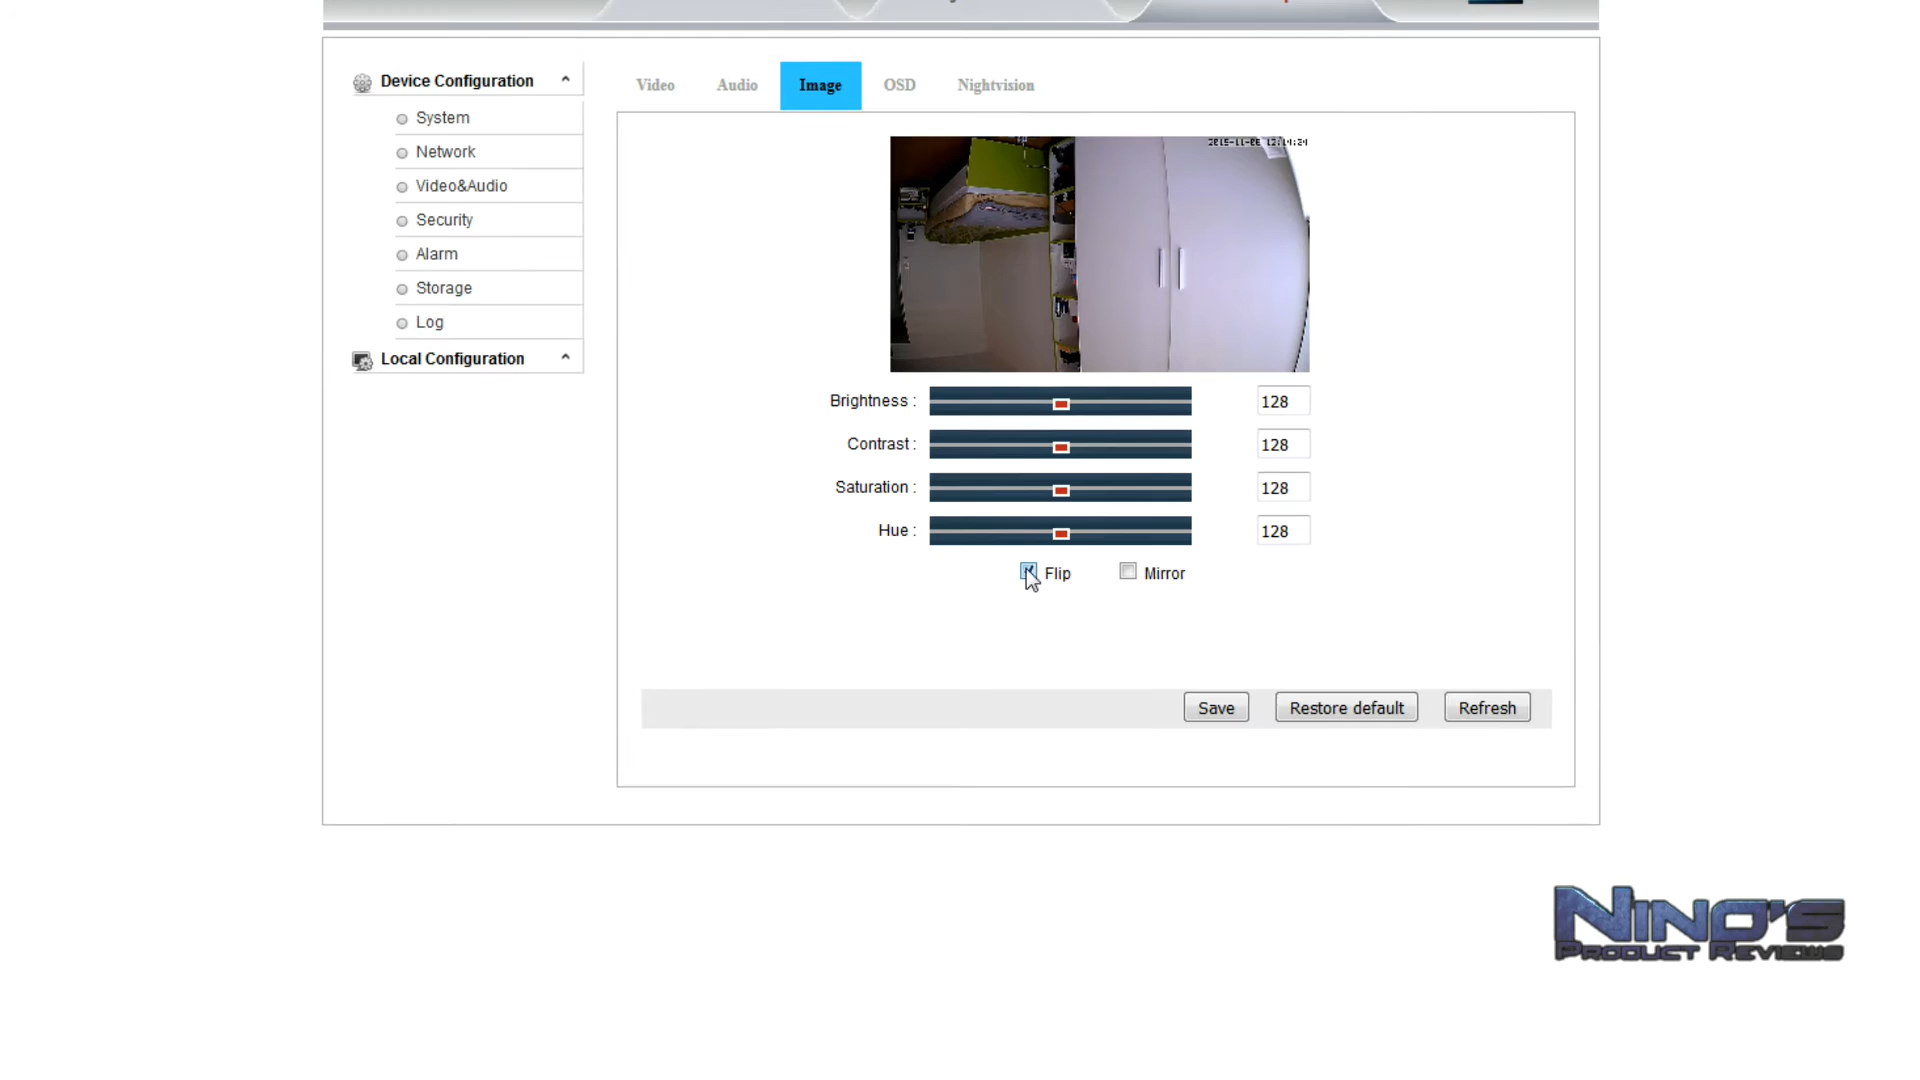 Device Configuration
System
Network
Video&Audio
Security
Alarm
Storage
Log
Local Configuration
Video Audio Image OSD Nightvision
Brightness : 128
Contrast : 128
Saturation : 128
Hue : 128
Flip Mirror
Save Restore default Refresh
NINO'S
PRODUCT REVIEWS